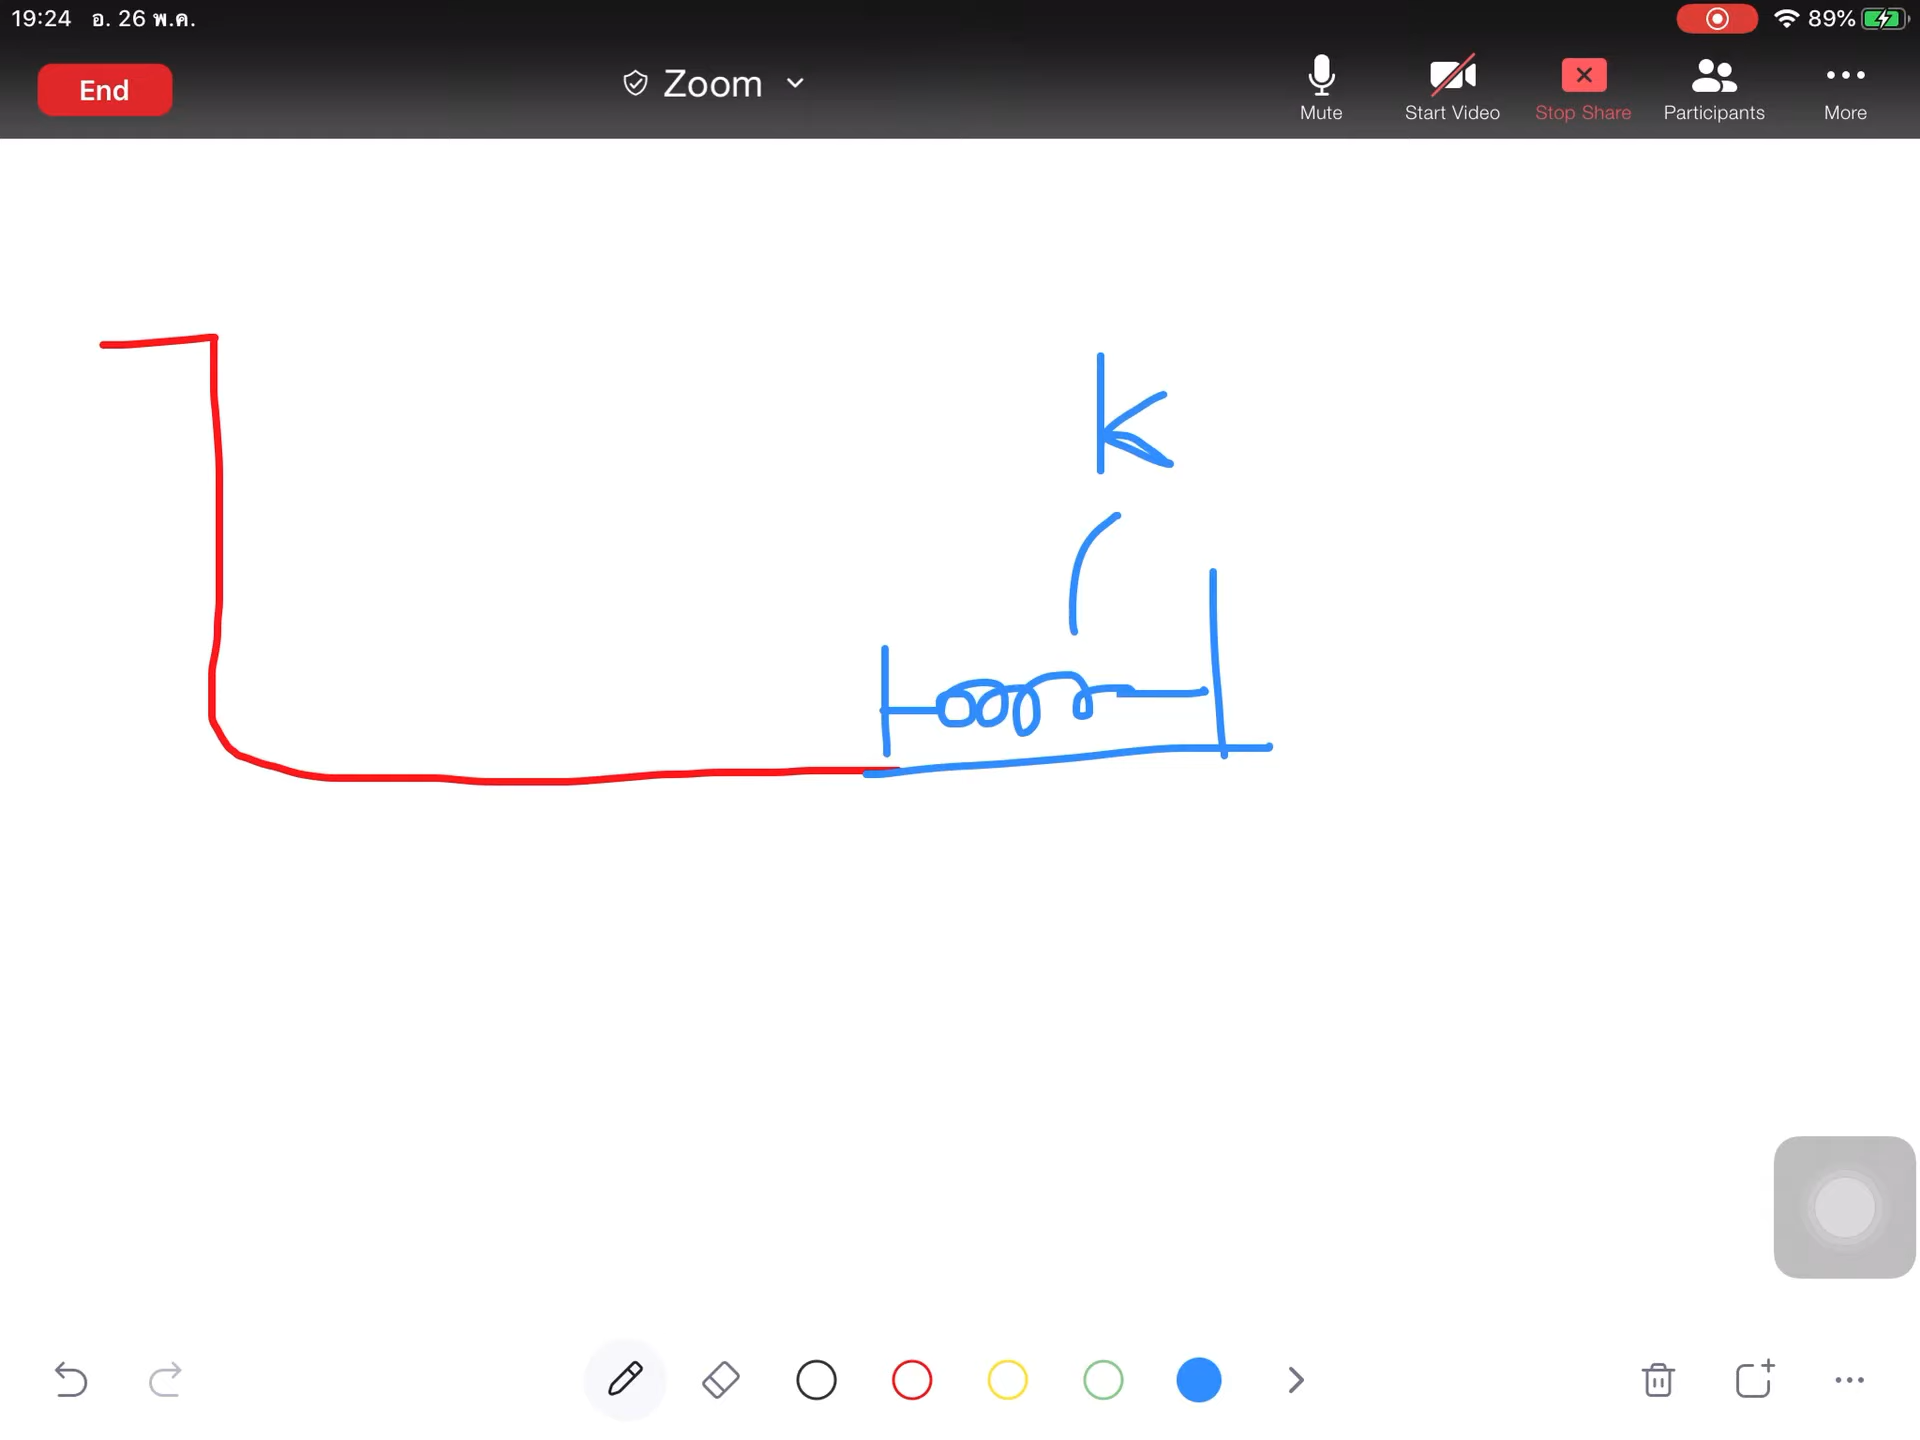 19:24 อ. 26 พ.ค. 89%
End Zoom Mute Start Video Stop Share Participants More
k